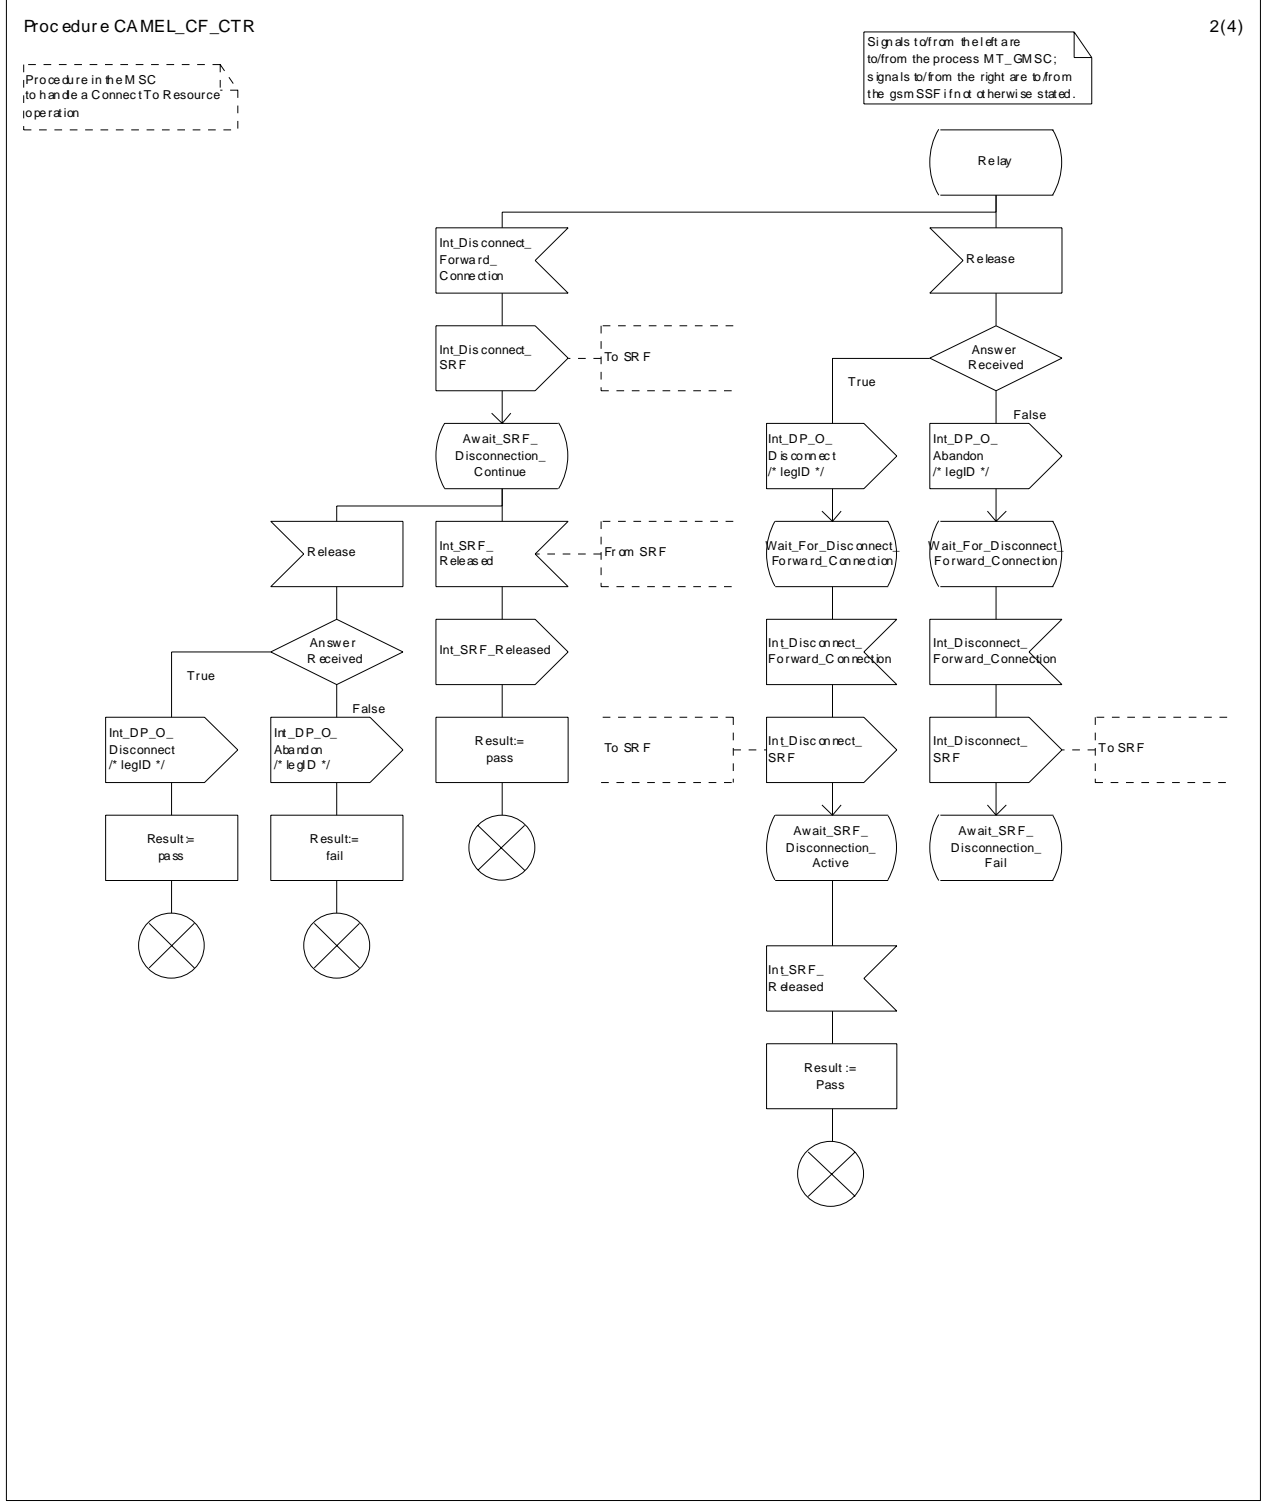 Procedure CAMEL_CF_CTR
2(4)
Procedure in the MSC
to handle a Connect To Resource
operation
Signals to/from the left are
to/from the process MT_GMSC;
signals to/from the right are to/from
the gsmSSF if not otherwise stated.
Relay
Int_Disconnect_
Forward_
Connection
Release
Int_Disconnect_
SRF
To SRF
Answer
Received
True
False
Await_SRF_
Disconnection_
Continue
Int_DP_O_
Disconnect
/* legID */
Int_DP_O_
Abandon
/* legID */
Release
Int_SRF_
Released
From SRF
Wait_For_Disconnect_
Forward_Connection
Wait_For_Disconnect_
Forward_Connection
Answer
Received
True
False
Int_SRF_Released
Int_Disconnect_
Forward_Connection
Int_Disconnect_
Forward_Connection
Int_DP_O_
Disconnect
/* legID */
Int_DP_O_
Abandon
/* legID */
Result:=
pass
To SRF
Int_Disconnect_
SRF
Int_Disconnect_
SRF
To SRF
Result:=
pass
Result:=
fail
Await_SRF_
Disconnection_
Active
Await_SRF_
Disconnection_
Fail
Int_SRF_
Released
Result :=
Pass